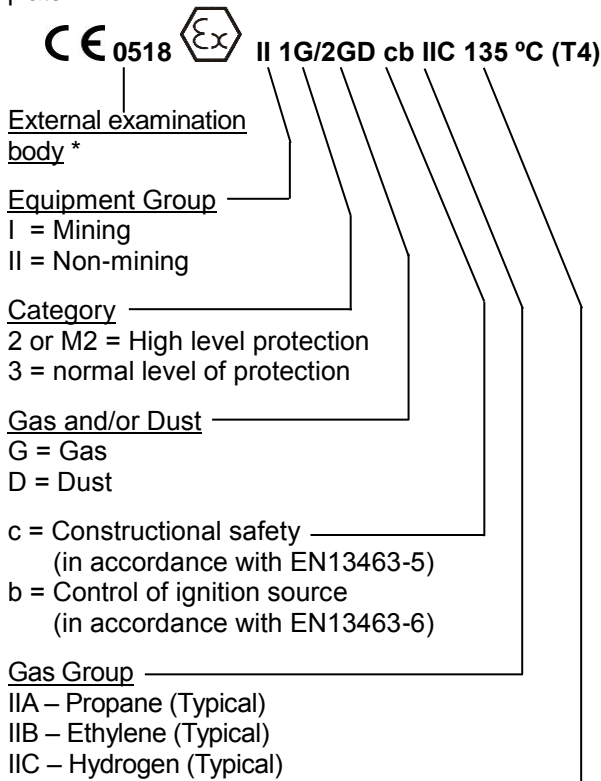 CE 0518 Ex II 1G/2GD cb IIC 135 ºC (T4)
External examination
body *
Equipment Group
I = Mining
II = Non-mining
Category
2 or M2 = High level protection
3 = normal level of protection
Gas and/or Dust
G = Gas
D = Dust
c = Constructional safety
(in accordance with EN13463-5)
b = Control of ignition source
(in accordance with EN13463-6)
Gas Group
IIA – Propane (Typical)
IIB – Ethylene (Typical)
IIC – Hydrogen (Typical)